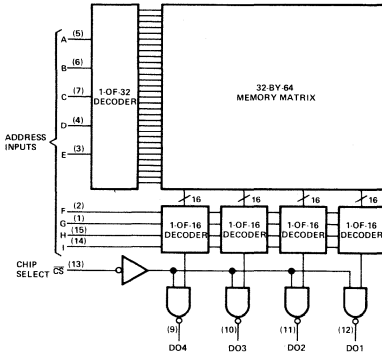 A (5)
B (6)
C (7)
D (4)
E (3)
ADDRESS
INPUTS
1-OF-32
DECODER
32-BY-64
MEMORY MATRIX
16
16
16
16
F (2)
G (1)
H (15)
I (14)
1-OF-16
DECODER
1-OF-16
DECODER
1-OF-16
DECODER
1-OF-16
DECODER
CHIP
SELECT C̅S̅ (13)
(9)
(10)
(11)
(12)
DO4
DO3
DO2
DO1